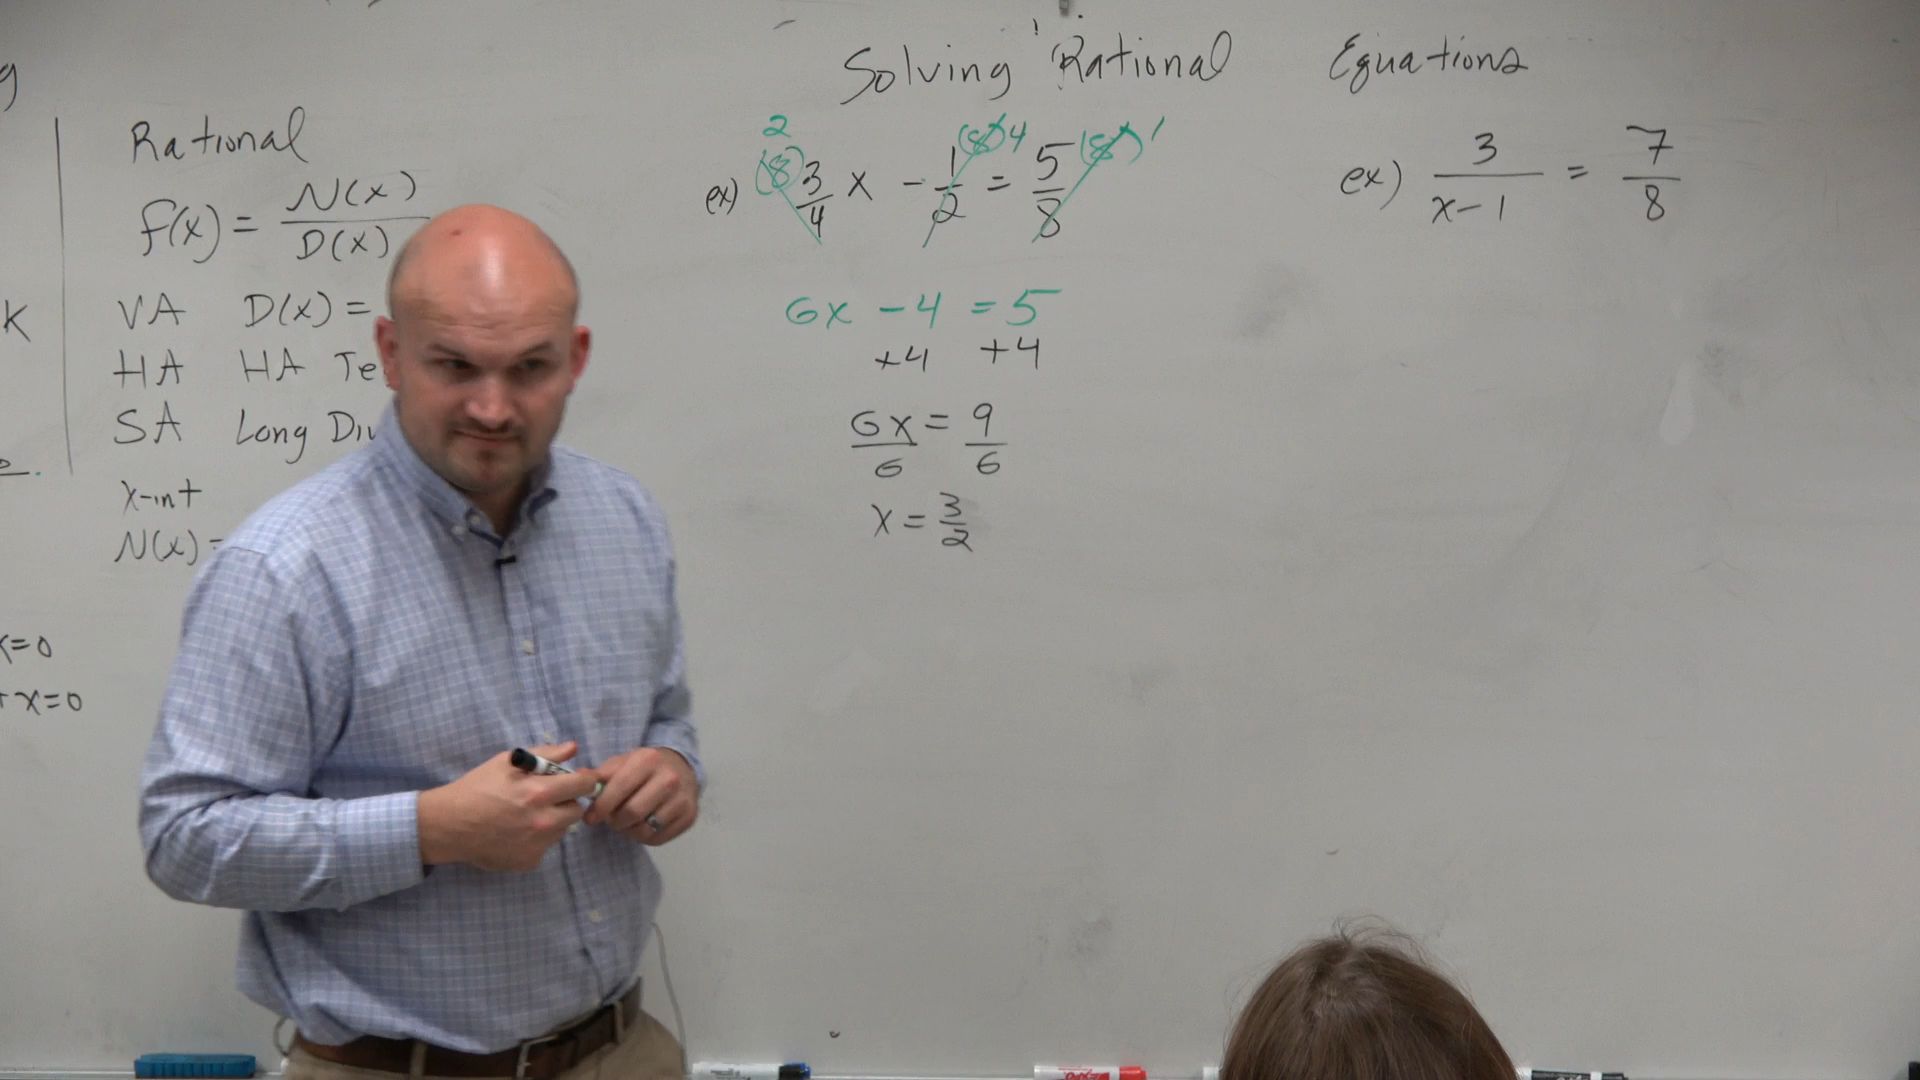 Solving Rational Equations
g
K
x=0
+ x=0
Rational
f(x) = N(x)
D(x)
VA D(x) =
HA HA Te
SA Long Div
x-int
N(x) =
2
ex) (8) 3/4 x - 1/2 (8) 4 = 5/8 (8) 1
6x - 4 = 5
+4 +4
6x = 9
6 6
x = 3/2
ex) 3/(x-1) = 7/8
EXPO